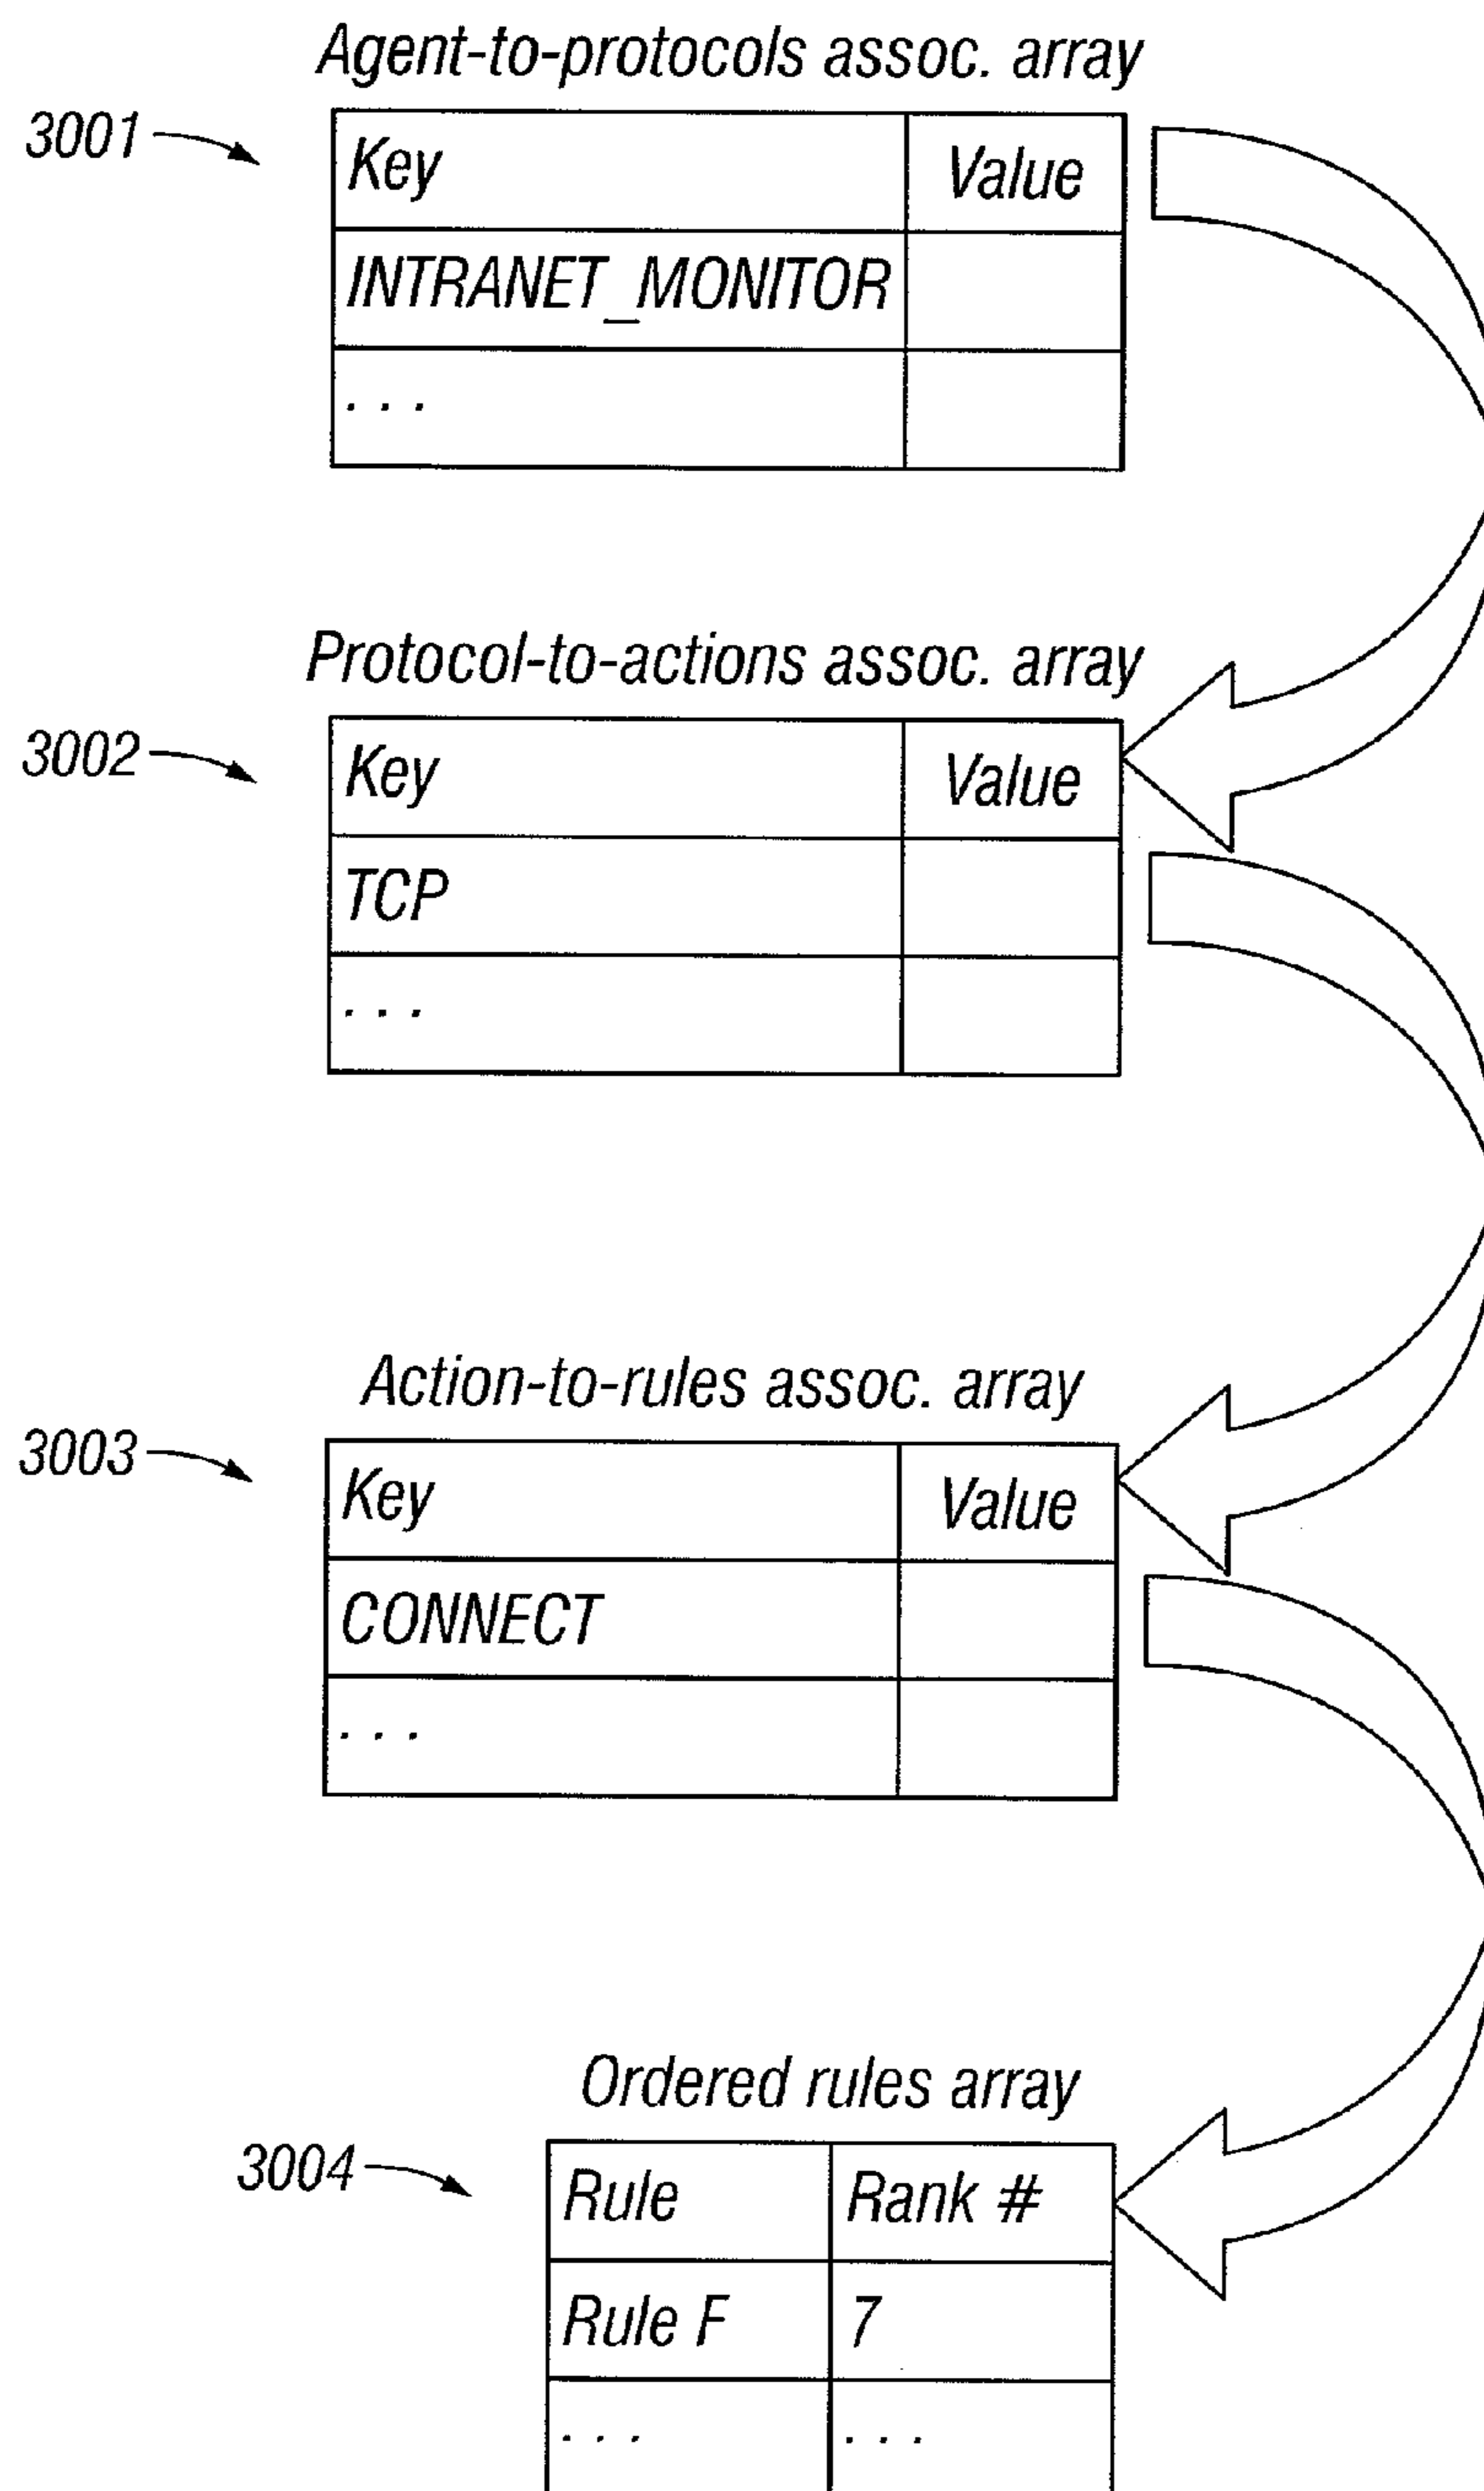 Agent-to-protocols assoc. array
3001
Key Value
INTRANET_MONITOR
. . .
Protocol-to-actions assoc. array
3002
Key Value
TCP
. . .
Action-to-rules assoc. array
3003
Key Value
CONNECT
. . .
Ordered rules array
3004
Rule Rank #
Rule F 7
. . . . . .